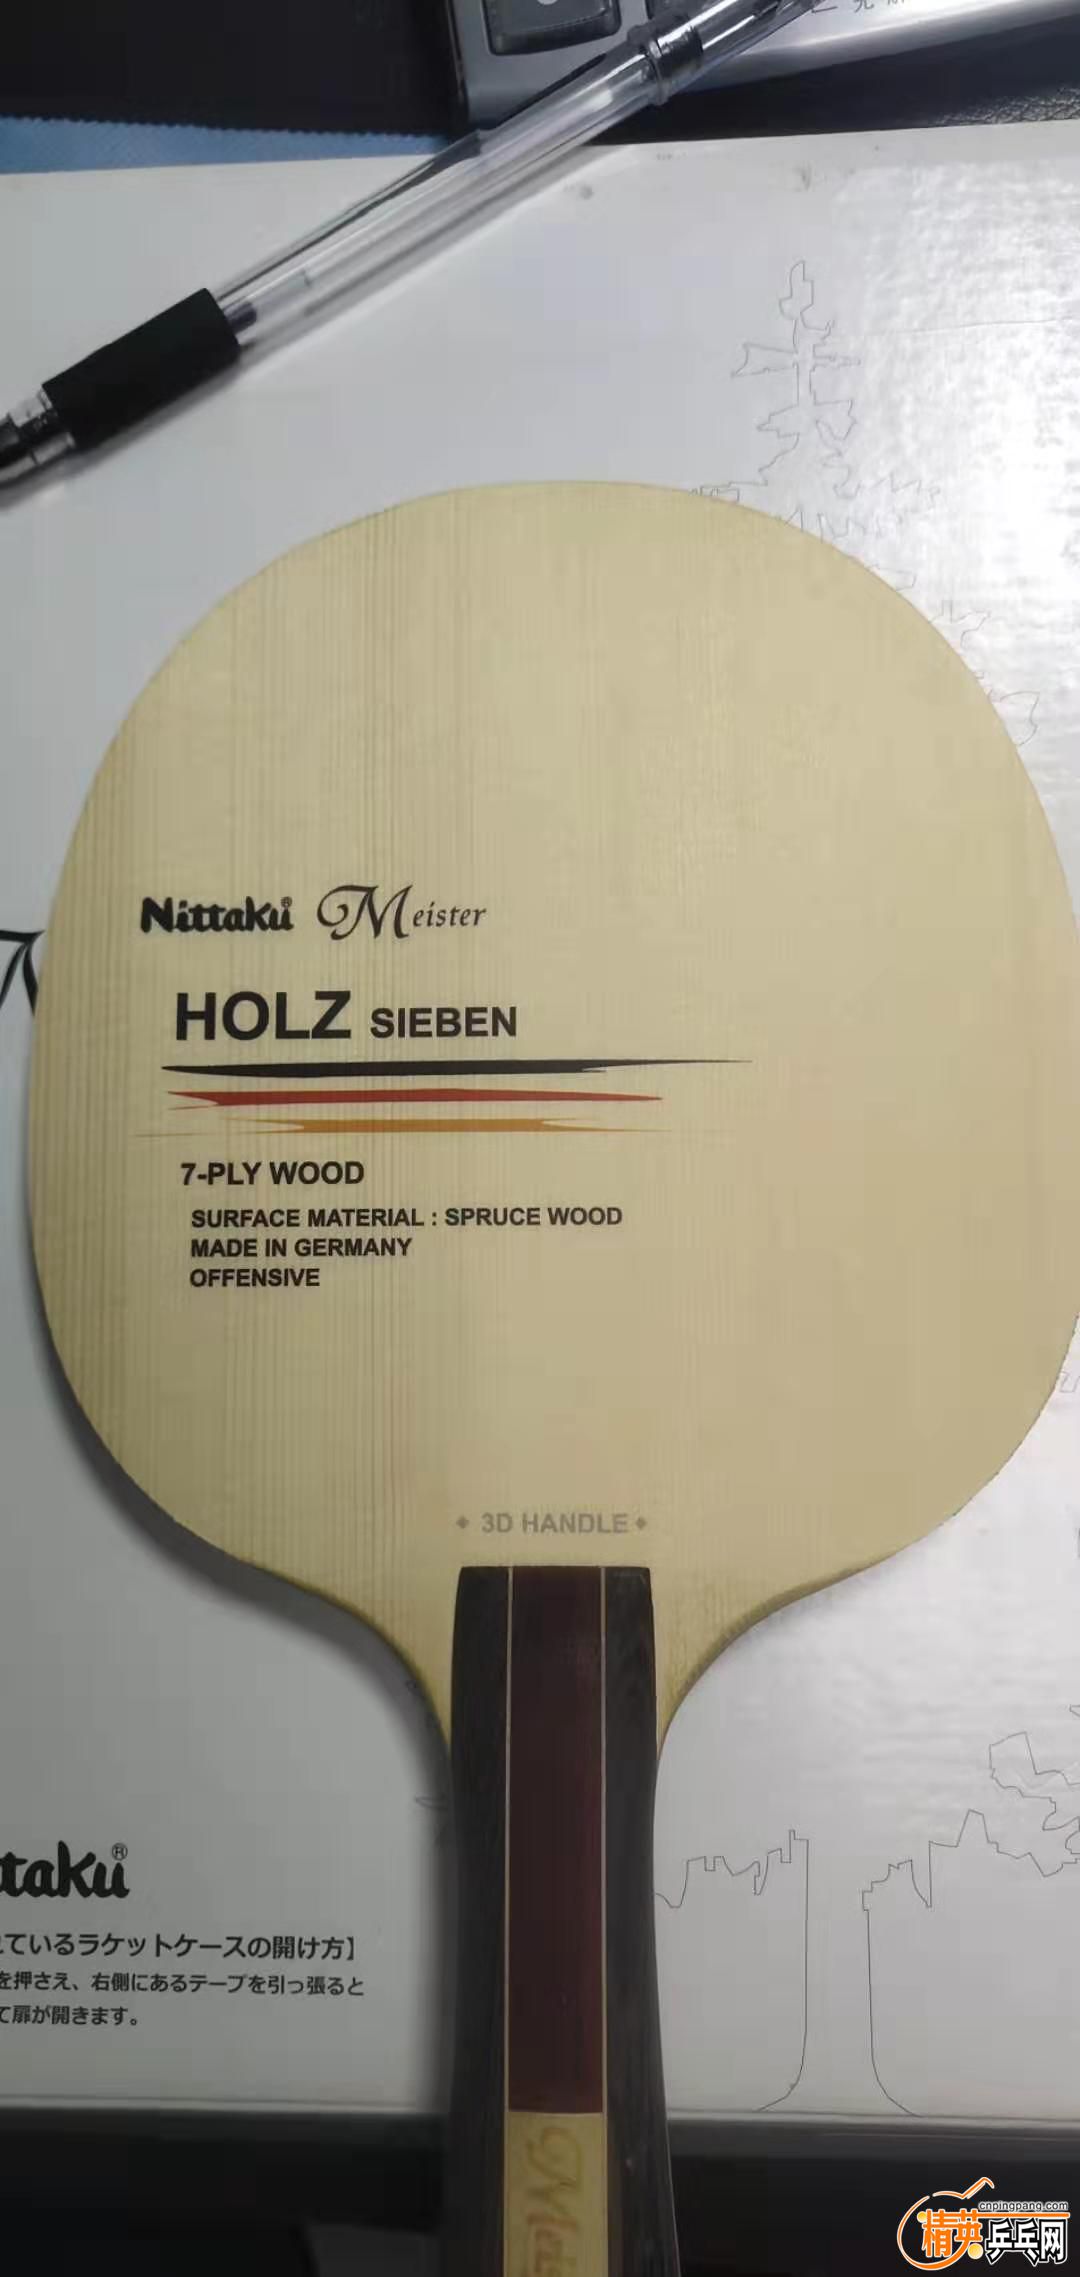 Nittaku® Meister
HOLZ SIEBEN
7-PLY WOOD
SURFACE MATERIAL : SPRUCE WOOD
MADE IN GERMANY
OFFENSIVE
◆ 3D HANDLE ◆
ttaku®
ているラケットケースの開け方】
を押さえ、右側にあるテープを引っ張ると
て扉が開きます。
cnpingpang.com
精英乒乓网